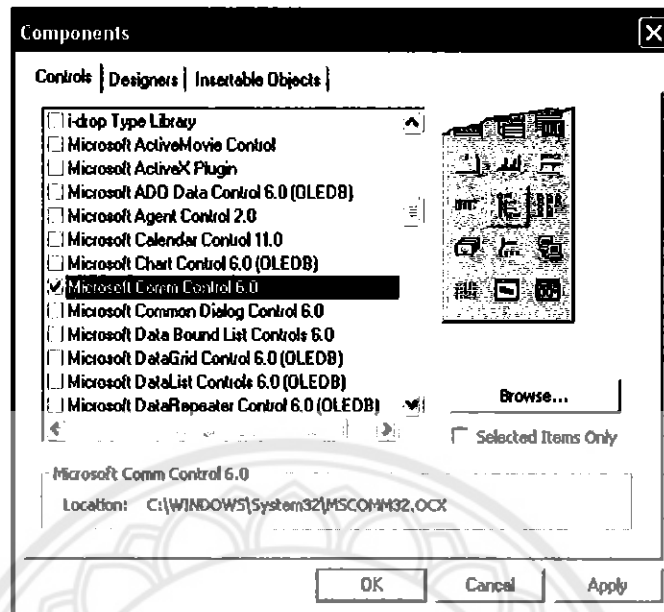 Components
Controls Designers Insertable Objects
i-drop Type Library
Microsoft ActiveMovie Control
Microsoft ActiveX Plugin
Microsoft ADO Data Control 6.0 (OLEDB)
Microsoft Agent Control 2.0
Microsoft Calendar Control 11.0
Microsoft Chart Control 6.0 (OLEDB)
Microsoft Comm Control 6.0
Microsoft Common Dialog Control 6.0
Microsoft Data Bound List Controls 6.0
Microsoft DataGrid Control 6.0 (OLEDB)
Microsoft DataList Controls 6.0 (OLEDB)
Microsoft DataRepeater Control 6.0 (OLEDB)
Browse...
Selected Items Only
Microsoft Comm Control 6.0
Location: C:\WINDOWS\System32\MSCOMM32.OCX
OK Cancel Apply